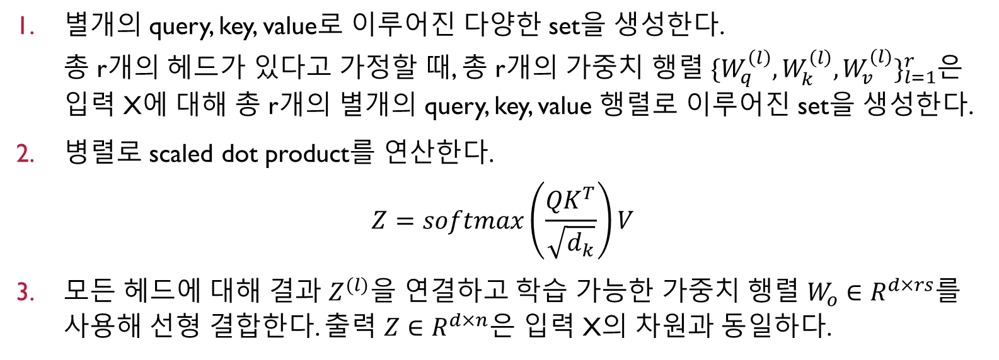 1. 별개의 query, key, value로 이루어진 다양한 set을 생성한다.
총 r개의 헤드가 있다고 가정할 때, 총 r개의 가중치 행렬 $\{W_q^{(l)}, W_k^{(l)}, W_v^{(l)}\}_{l=1}^{r}$은
입력 X에 대해 총 r개의 별개의 query, key, value 행렬로 이루어진 set을 생성한다.
2. 병렬로 scaled dot product를 연산한다.
$Z = softmax\left(\frac{QK^T}{\sqrt{d_k}}\right)V$
3. 모든 헤드에 대해 결과 $Z^{(l)}$을 연결하고 학습 가능한 가중치 행렬 $W_o \in R^{d \times rs}$를
사용해 선형 결합한다. 출력 $Z \in R^{d \times n}$은 입력 X의 차원과 동일하다.